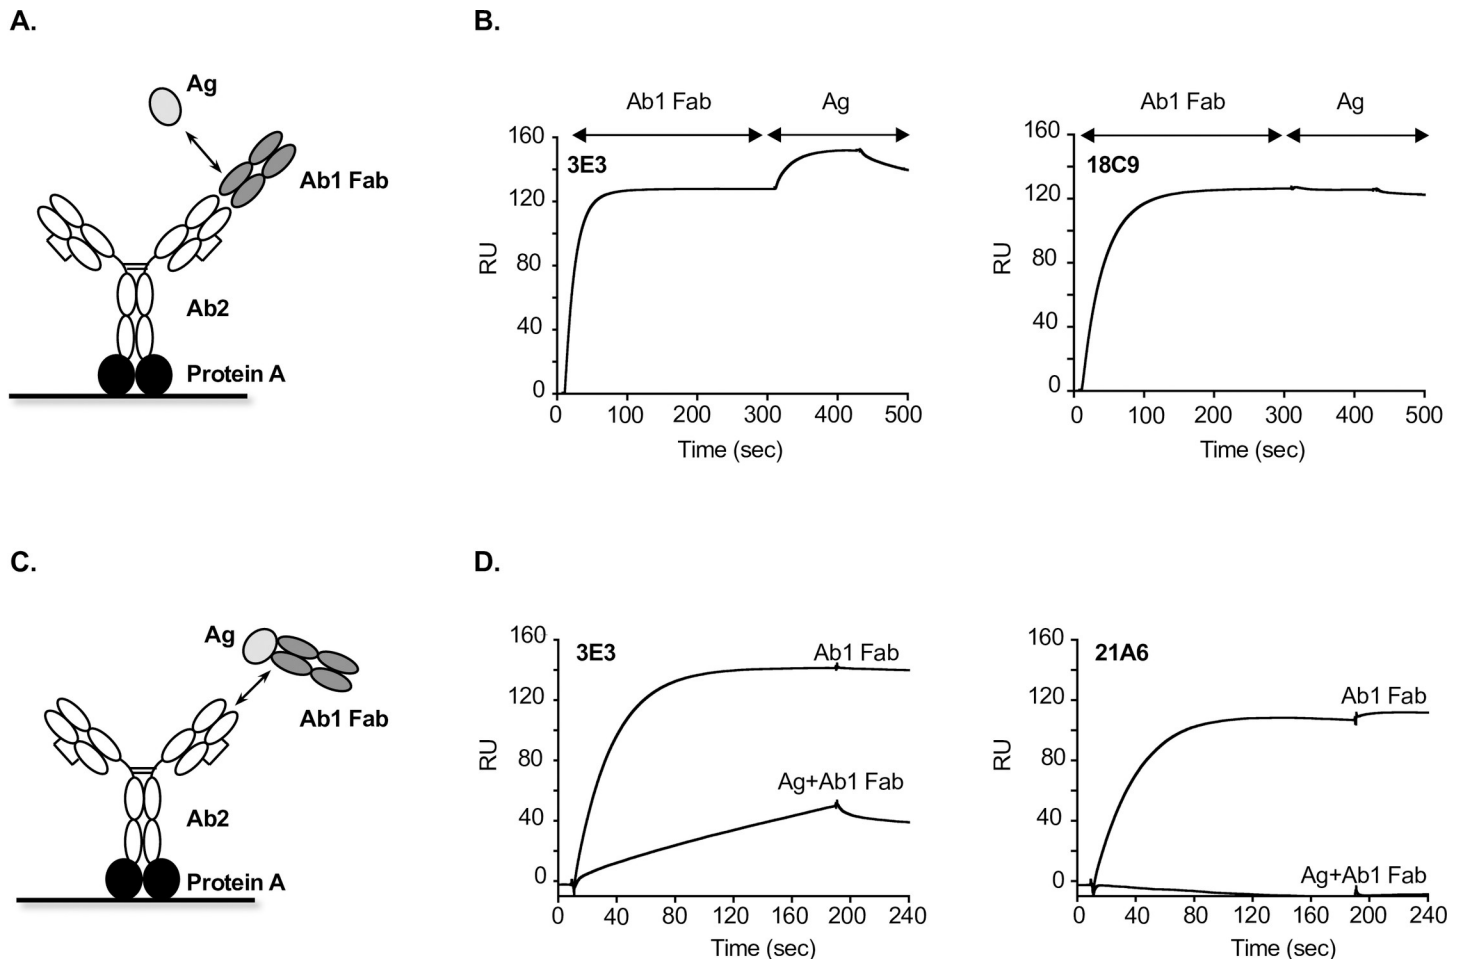 A.
Ag
Ab1 Fab
Ab2
Protein A
B.
Ab1 Fab Ag
3E3
RU
160
120
80
40
0
0 100 200 300 400 500
Time (sec)
Ab1 Fab Ag
18C9
RU
160
120
80
40
0
0 100 200 300 400 500
Time (sec)
C.
Ag
Ab1 Fab
Ab2
Protein A
D.
3E3
Ab1 Fab
Ag+Ab1 Fab
RU
160
120
80
40
0
0 40 80 120 160 200 240
Time (sec)
21A6
Ab1 Fab
Ag+Ab1 Fab
RU
160
120
80
40
0
0 40 80 120 160 200 240
Time (sec)